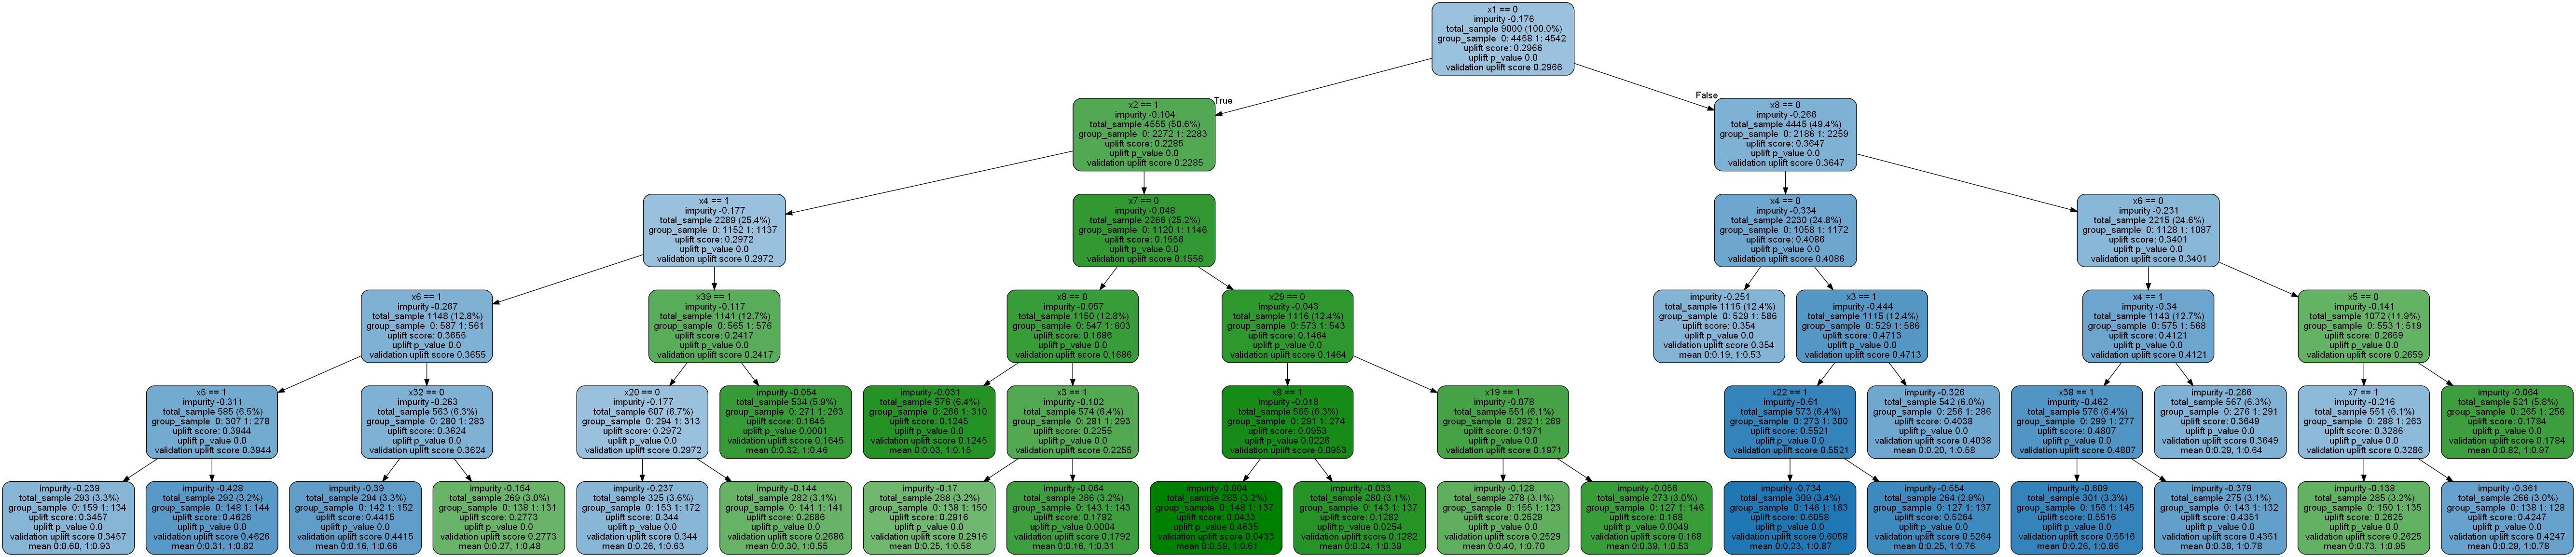 x1 == 0
impurity -0.176
total_sample 9000 (100.0%)
group_sample 0: 4458 1: 4542
uplift score: 0.2966
uplift p_value 0.0
validation uplift score 0.2966
True
False
x2 == 1
impurity -0.104
total_sample 4555 (50.6%)
group_sample 0: 2272 1: 2283
uplift score: 0.2285
uplift p_value 0.0
validation uplift score 0.2285
x8 == 0
impurity -0.266
total_sample 4445 (49.4%)
group_sample 0: 2186 1: 2259
uplift score: 0.3647
uplift p_value 0.0
validation uplift score 0.3647
x4 == 1
impurity -0.177
total_sample 2289 (25.4%)
group_sample 0: 1152 1: 1137
uplift score: 0.2972
uplift p_value 0.0
validation uplift score 0.2972
x7 == 0
impurity -0.048
total_sample 2266 (25.2%)
group_sample 0: 1120 1: 1146
uplift score: 0.1556
uplift p_value 0.0
validation uplift score 0.1556
x4 == 0
impurity -0.334
total_sample 2230 (24.8%)
group_sample 0: 1058 1: 1172
uplift score: 0.4086
uplift p_value 0.0
validation uplift score 0.4086
x6 == 0
impurity -0.231
total_sample 2215 (24.6%)
group_sample 0: 1128 1: 1087
uplift score: 0.3401
uplift p_value 0.0
validation uplift score 0.3401
x6 == 1
impurity -0.267
total_sample 1148 (12.8%)
group_sample 0: 587 1: 561
uplift score: 0.3655
uplift p_value 0.0
validation uplift score 0.3655
x39 == 1
impurity -0.117
total_sample 1141 (12.7%)
group_sample 0: 565 1: 576
uplift score: 0.2417
uplift p_value 0.0
validation uplift score 0.2417
x8 == 0
impurity -0.057
total_sample 1150 (12.8%)
group_sample 0: 547 1: 603
uplift score: 0.1686
uplift p_value 0.0
validation uplift score 0.1686
x29 == 0
impurity -0.043
total_sample 1116 (12.4%)
group_sample 0: 573 1: 543
uplift score: 0.1464
uplift p_value 0.0
validation uplift score 0.1464
impurity -0.251
total_sample 1115 (12.4%)
group_sample 0: 529 1: 586
uplift score: 0.354
uplift p_value 0.0
validation uplift score 0.354
mean 0:0.19, 1:0.53
x3 == 1
impurity -0.444
total_sample 1115 (12.4%)
group_sample 0: 529 1: 586
uplift score: 0.4713
uplift p_value 0.0
validation uplift score 0.4713
x4 == 1
impurity -0.34
total_sample 1143 (12.7%)
group_sample 0: 575 1: 568
uplift score: 0.4121
uplift p_value 0.0
validation uplift score 0.4121
x5 == 0
impurity -0.141
total_sample 1072 (11.9%)
group_sample 0: 553 1: 519
uplift score: 0.2659
uplift p_value 0.0
validation uplift score 0.2659
x5 == 1
impurity -0.311
total_sample 585 (6.5%)
group_sample 0: 307 1: 278
uplift score: 0.3944
uplift p_value 0.0
validation uplift score 0.3944
x32 == 0
impurity -0.263
total_sample 563 (6.3%)
group_sample 0: 280 1: 283
uplift score: 0.3624
uplift p_value 0.0
validation uplift score 0.3624
x20 == 0
impurity -0.177
total_sample 607 (6.7%)
group_sample 0: 294 1: 313
uplift score: 0.2972
uplift p_value 0.0
validation uplift score 0.2972
impurity -0.054
total_sample 534 (5.9%)
group_sample 0: 271 1: 263
uplift score: 0.1645
uplift p_value 0.0001
validation uplift score 0.1645
mean 0:0.32, 1:0.46
impurity -0.031
total_sample 576 (6.4%)
group_sample 0: 266 1: 310
uplift score: 0.1245
uplift p_value 0.0
validation uplift score 0.1245
mean 0:0.03, 1:0.15
x3 == 1
impurity -0.102
total_sample 574 (6.4%)
group_sample 0: 281 1: 293
uplift score: 0.2255
uplift p_value 0.0
validation uplift score 0.2255
x8 == 1
impurity -0.018
total_sample 565 (6.3%)
group_sample 0: 291 1: 274
uplift score: 0.0953
uplift p_value 0.0226
validation uplift score 0.0953
x19 == 1
impurity -0.078
total_sample 551 (6.1%)
group_sample 0: 282 1: 269
uplift score: 0.1971
uplift p_value 0.0
validation uplift score 0.1971
x22 == 1
impurity -0.61
total_sample 573 (6.4%)
group_sample 0: 273 1: 300
uplift score: 0.5521
uplift p_value 0.0
validation uplift score 0.5521
impurity -0.326
total_sample 542 (6.0%)
group_sample 0: 256 1: 286
uplift score: 0.4038
uplift p_value 0.0
validation uplift score 0.4038
mean 0:0.20, 1:0.58
x38 == 1
impurity -0.462
total_sample 576 (6.4%)
group_sample 0: 299 1: 277
uplift score: 0.4807
uplift p_value 0.0
validation uplift score 0.4807
impurity -0.266
total_sample 567 (6.3%)
group_sample 0: 276 1: 291
uplift score: 0.3649
uplift p_value 0.0
validation uplift score 0.3649
mean 0:0.29, 1:0.64
x7 == 1
impurity -0.216
total_sample 551 (6.1%)
group_sample 0: 288 1: 263
uplift score: 0.3286
uplift p_value 0.0
validation uplift score 0.3286
impurity -0.064
total_sample 521 (5.8%)
group_sample 0: 265 1: 256
uplift score: 0.1784
uplift p_value 0.0
validation uplift score 0.1784
mean 0:0.82, 1:0.97
impurity -0.239
total_sample 293 (3.3%)
group_sample 0: 159 1: 134
uplift score: 0.3457
uplift p_value 0.0
validation uplift score 0.3457
mean 0:0.60, 1:0.93
impurity -0.428
total_sample 292 (3.2%)
group_sample 0: 148 1: 144
uplift score: 0.4626
uplift p_value 0.0
validation uplift score 0.4626
mean 0:0.31, 1:0.82
impurity -0.39
total_sample 294 (3.3%)
group_sample 0: 142 1: 152
uplift score: 0.4415
uplift p_value 0.0
validation uplift score 0.4415
mean 0:0.16, 1:0.66
impurity -0.154
total_sample 269 (3.0%)
group_sample 0: 138 1: 131
uplift score: 0.2773
uplift p_value 0.0
validation uplift score 0.2773
mean 0:0.27, 1:0.48
impurity -0.237
total_sample 325 (3.6%)
group_sample 0: 153 1: 172
uplift score: 0.344
uplift p_value 0.0
validation uplift score 0.344
mean 0:0.26, 1:0.63
impurity -0.144
total_sample 282 (3.1%)
group_sample 0: 141 1: 141
uplift score: 0.2686
uplift p_value 0.0
validation uplift score 0.2686
mean 0:0.30, 1:0.55
impurity -0.17
total_sample 288 (3.2%)
group_sample 0: 138 1: 150
uplift score: 0.2916
uplift p_value 0.0
validation uplift score 0.2916
mean 0:0.25, 1:0.58
impurity -0.064
total_sample 286 (3.2%)
group_sample 0: 143 1: 143
uplift score: 0.1792
uplift p_value 0.0004
validation uplift score 0.1792
mean 0:0.16, 1:0.31
impurity -0.004
total_sample 285 (3.2%)
group_sample 0: 148 1: 137
uplift score: 0.0433
uplift p_value 0.4635
validation uplift score 0.0433
mean 0:0.59, 1:0.61
impurity -0.033
total_sample 280 (3.1%)
group_sample 0: 143 1: 137
uplift score: 0.1282
uplift p_value 0.0254
validation uplift score 0.1282
mean 0:0.24, 1:0.39
impurity -0.128
total_sample 278 (3.1%)
group_sample 0: 155 1: 123
uplift score: 0.2529
uplift p_value 0.0
validation uplift score 0.2529
mean 0:0.40, 1:0.70
impurity -0.056
total_sample 273 (3.0%)
group_sample 0: 127 1: 146
uplift score: 0.168
uplift p_value 0.0049
validation uplift score 0.168
mean 0:0.39, 1:0.53
impurity -0.734
total_sample 309 (3.4%)
group_sample 0: 146 1: 163
uplift score: 0.6058
uplift p_value 0.0
validation uplift score 0.6058
mean 0:0.23, 1:0.87
impurity -0.554
total_sample 264 (2.9%)
group_sample 0: 127 1: 137
uplift score: 0.5264
uplift p_value 0.0
validation uplift score 0.5264
mean 0:0.25, 1:0.76
impurity -0.609
total_sample 301 (3.3%)
group_sample 0: 156 1: 145
uplift score: 0.5516
uplift p_value 0.0
validation uplift score 0.5516
mean 0:0.26, 1:0.86
impurity -0.379
total_sample 275 (3.1%)
group_sample 0: 143 1: 132
uplift score: 0.4351
uplift p_value 0.0
validation uplift score 0.4351
mean 0:0.38, 1:0.78
impurity -0.138
total_sample 285 (3.2%)
group_sample 0: 150 1: 135
uplift score: 0.2625
uplift p_value 0.0
validation uplift score 0.2625
mean 0:0.73, 1:0.95
impurity -0.361
total_sample 266 (3.0%)
group_sample 0: 138 1: 128
uplift score: 0.4247
uplift p_value 0.0
validation uplift score 0.4247
mean 0:0.29, 1:0.78